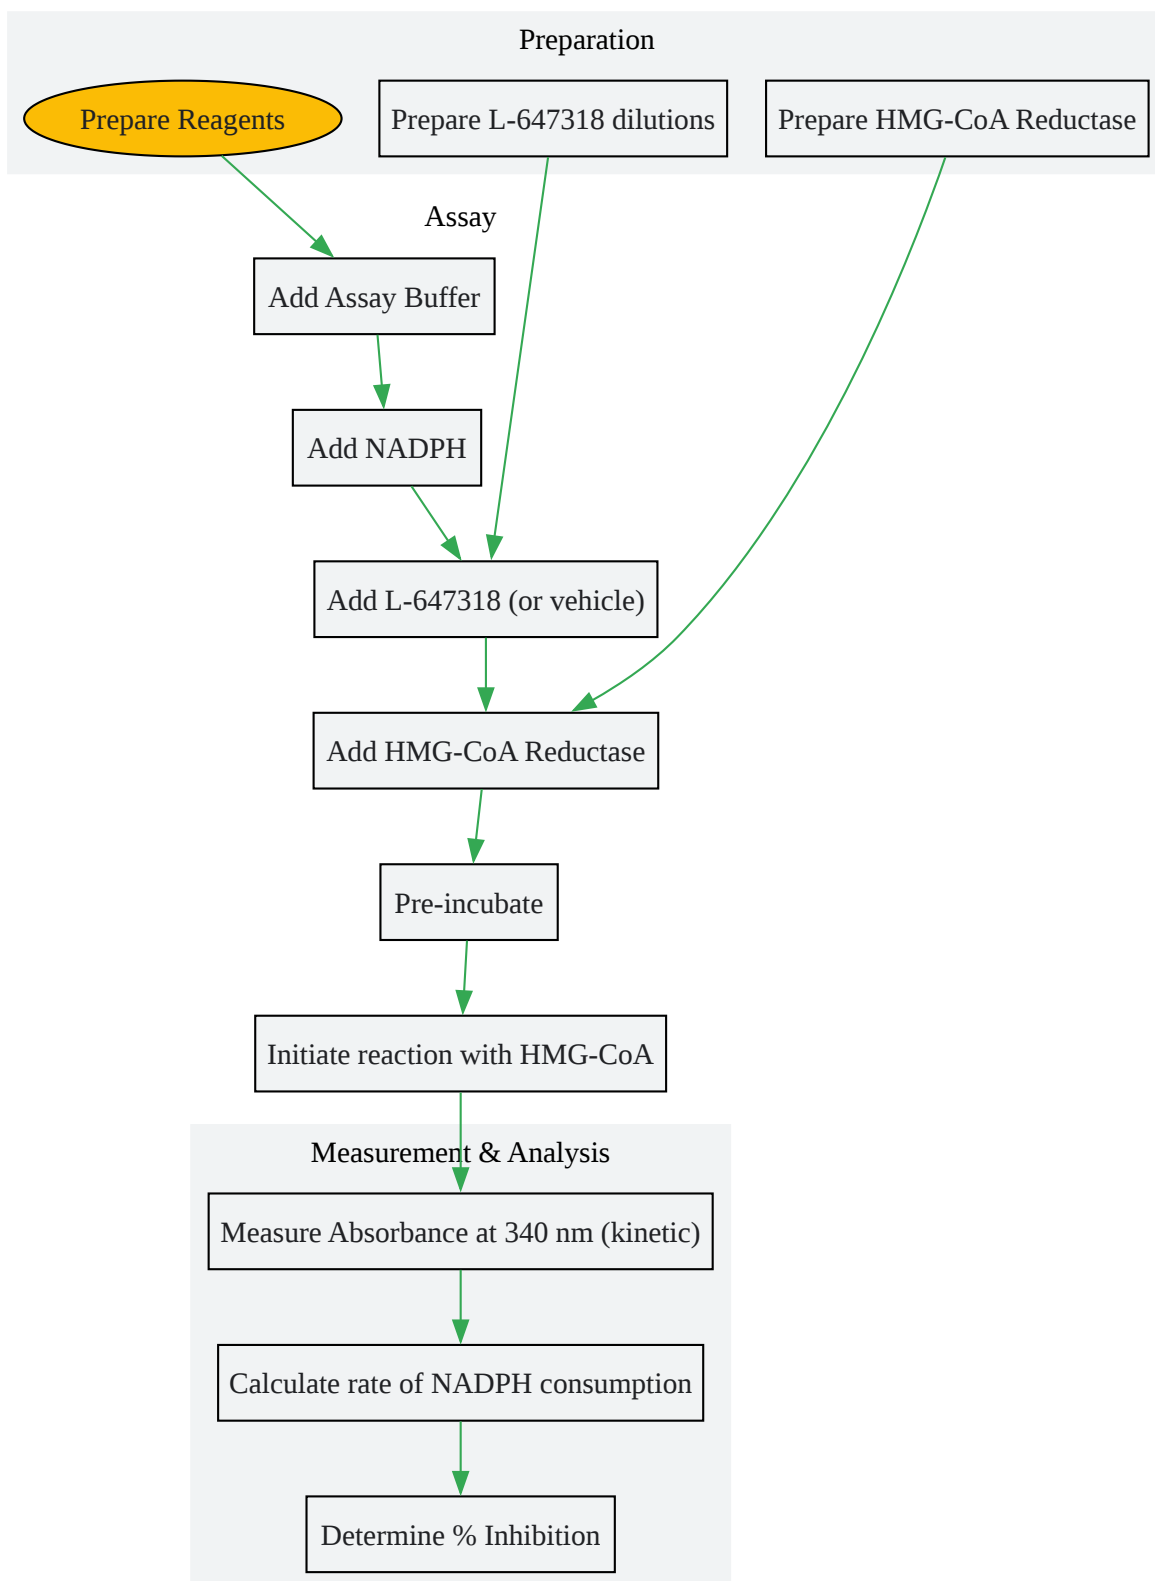 Preparation
Prepare Reagents
Prepare L-647318 dilutions
Prepare HMG-CoA Reductase
Assay
Add Assay Buffer
Add NADPH
Add L-647318 (or vehicle)
Add HMG-CoA Reductase
Pre-incubate
Initiate reaction with HMG-CoA
Measurement & Analysis
Measure Absorbance at 340 nm (kinetic)
Calculate rate of NADPH consumption
Determine % Inhibition